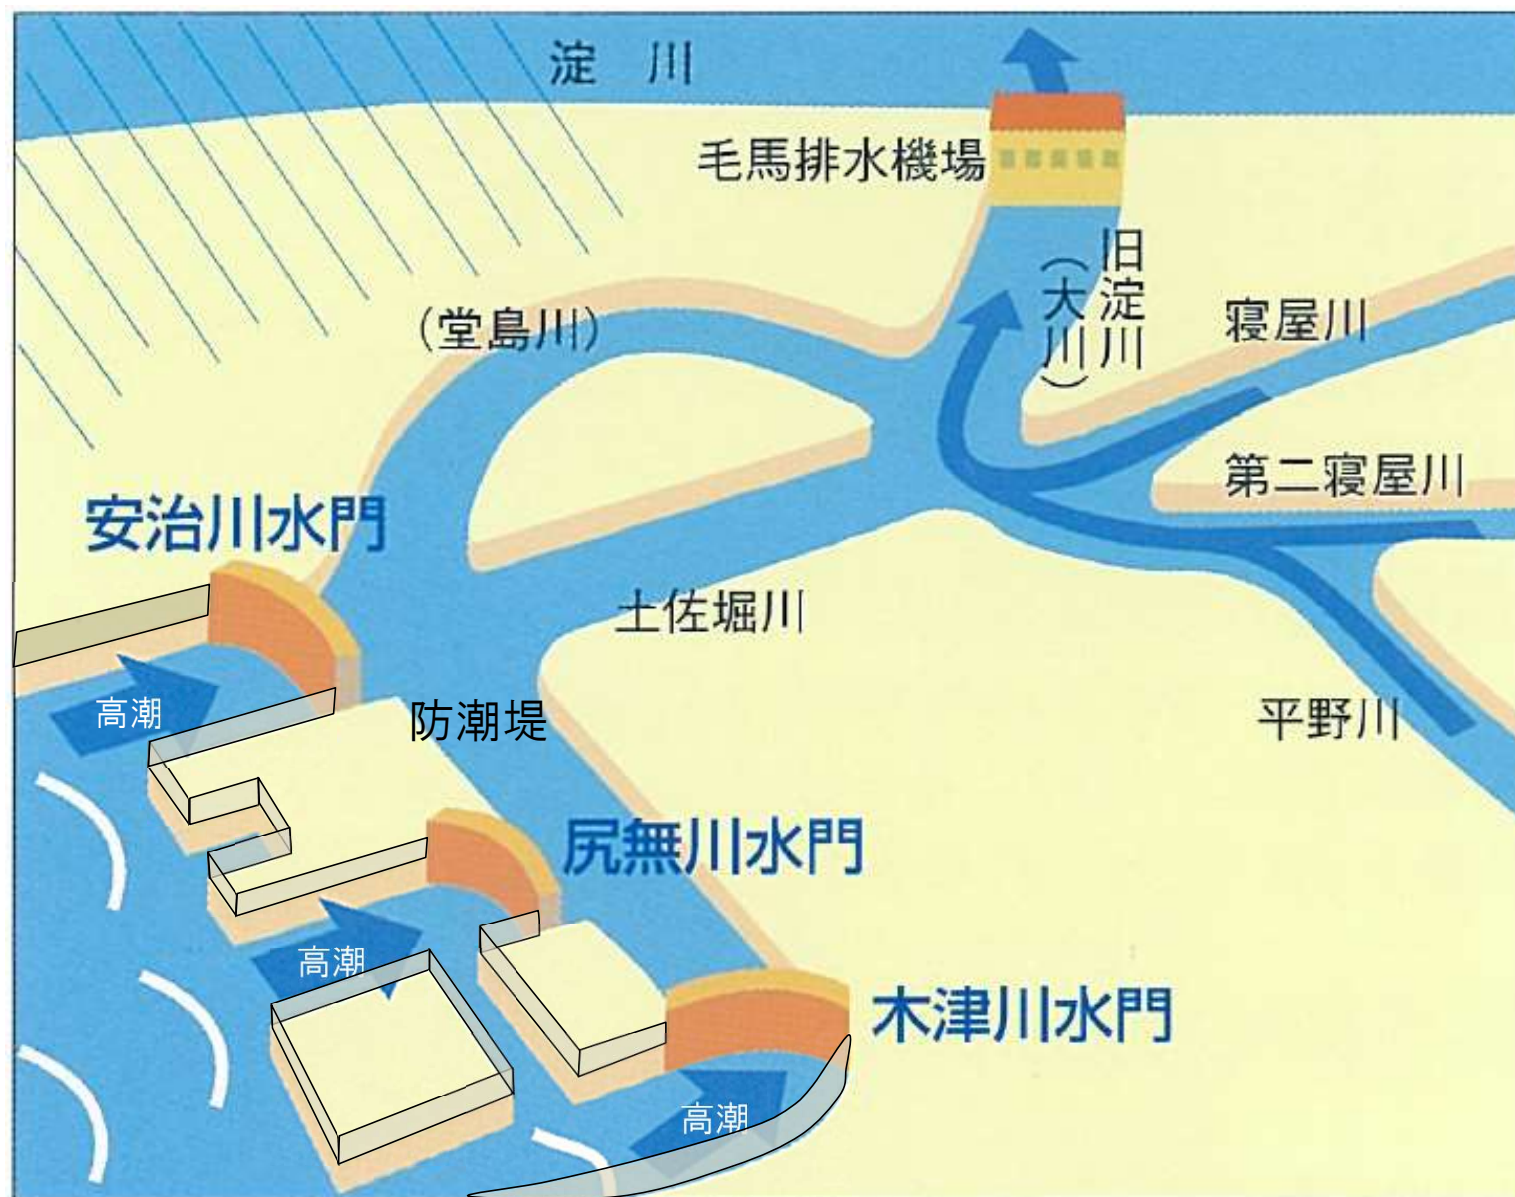 淀　川
毛馬排水機場
旧淀川
（大川）
（堂島川）
寝屋川
第二寝屋川
安治川水門
土佐堀川
高潮
防潮堤
平野川
尻無川水門
高潮
木津川水門
高潮